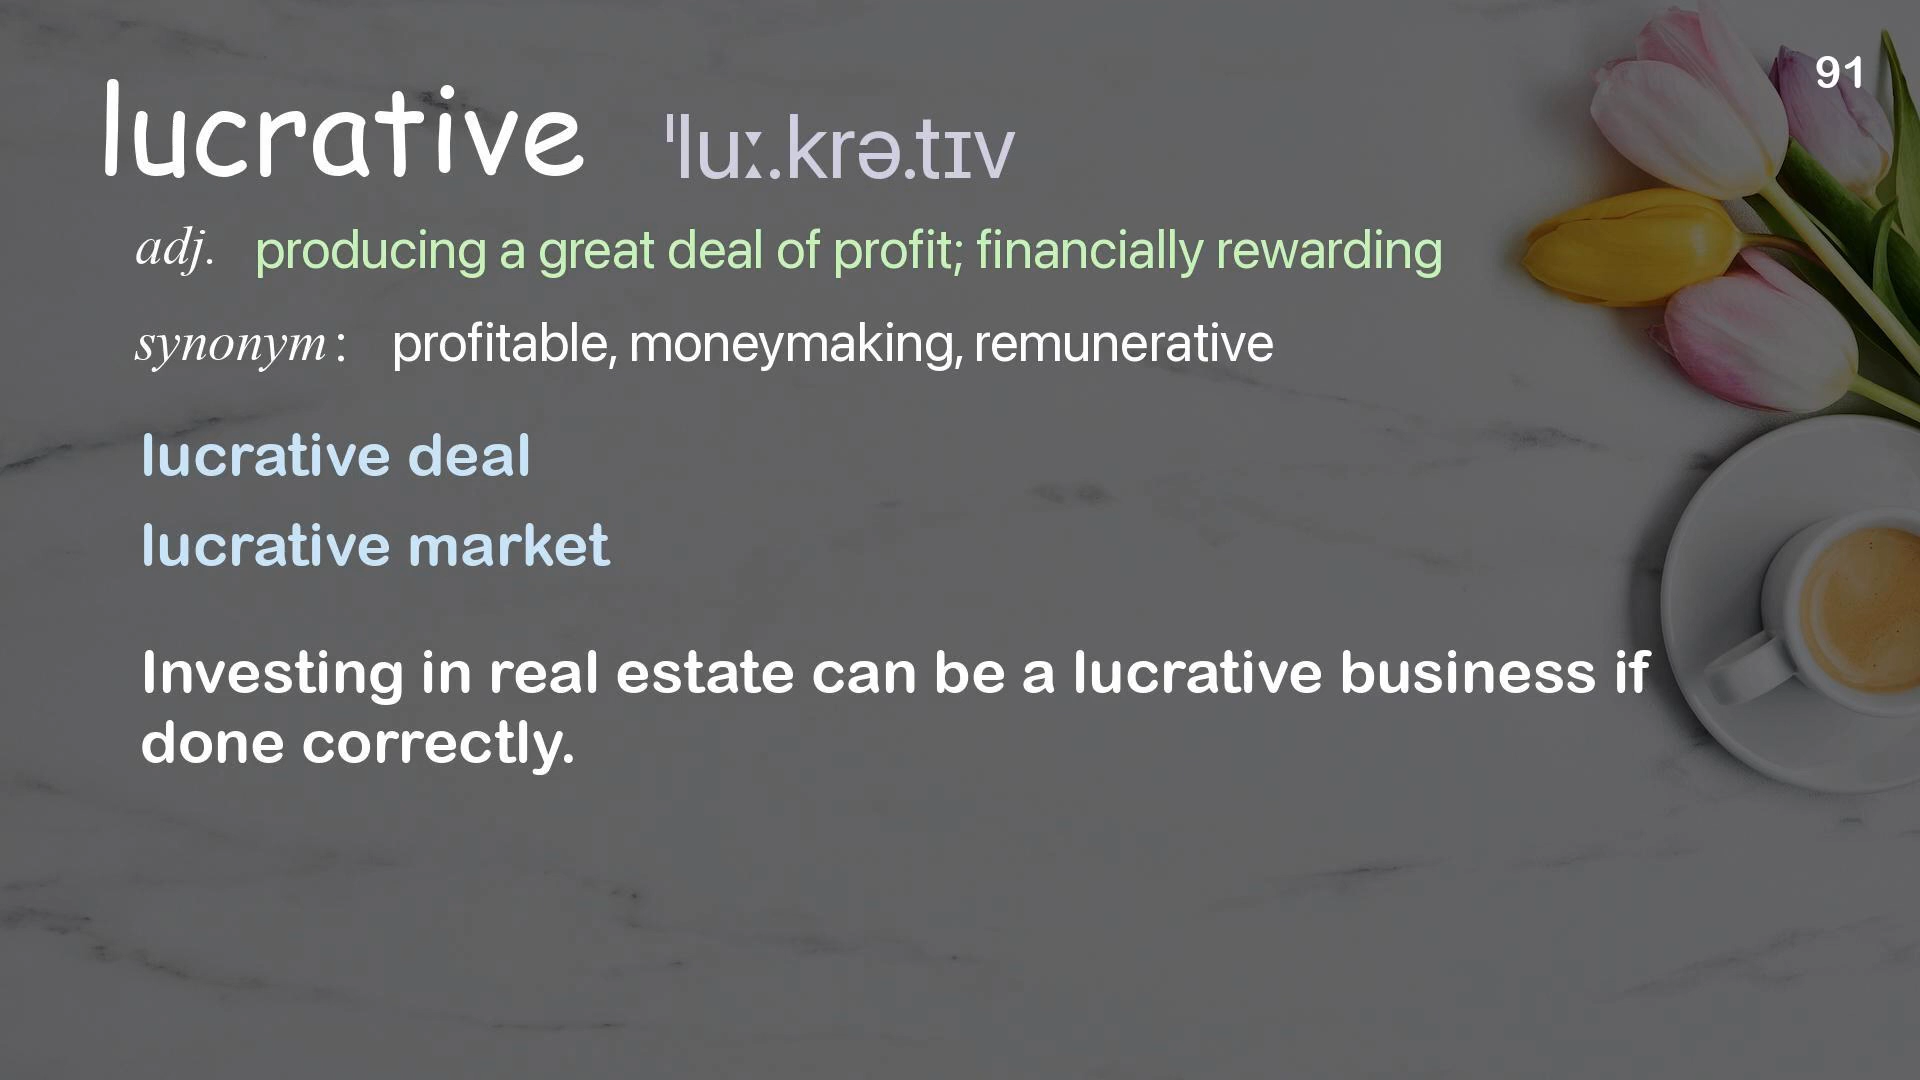 91
lucrative ˈluː.krə.tɪv
adj. producing a great deal of profit; financially rewarding
synonym : profitable, moneymaking, remunerative
lucrative deal
lucrative market
Investing in real estate can be a lucrative business if
done correctly.